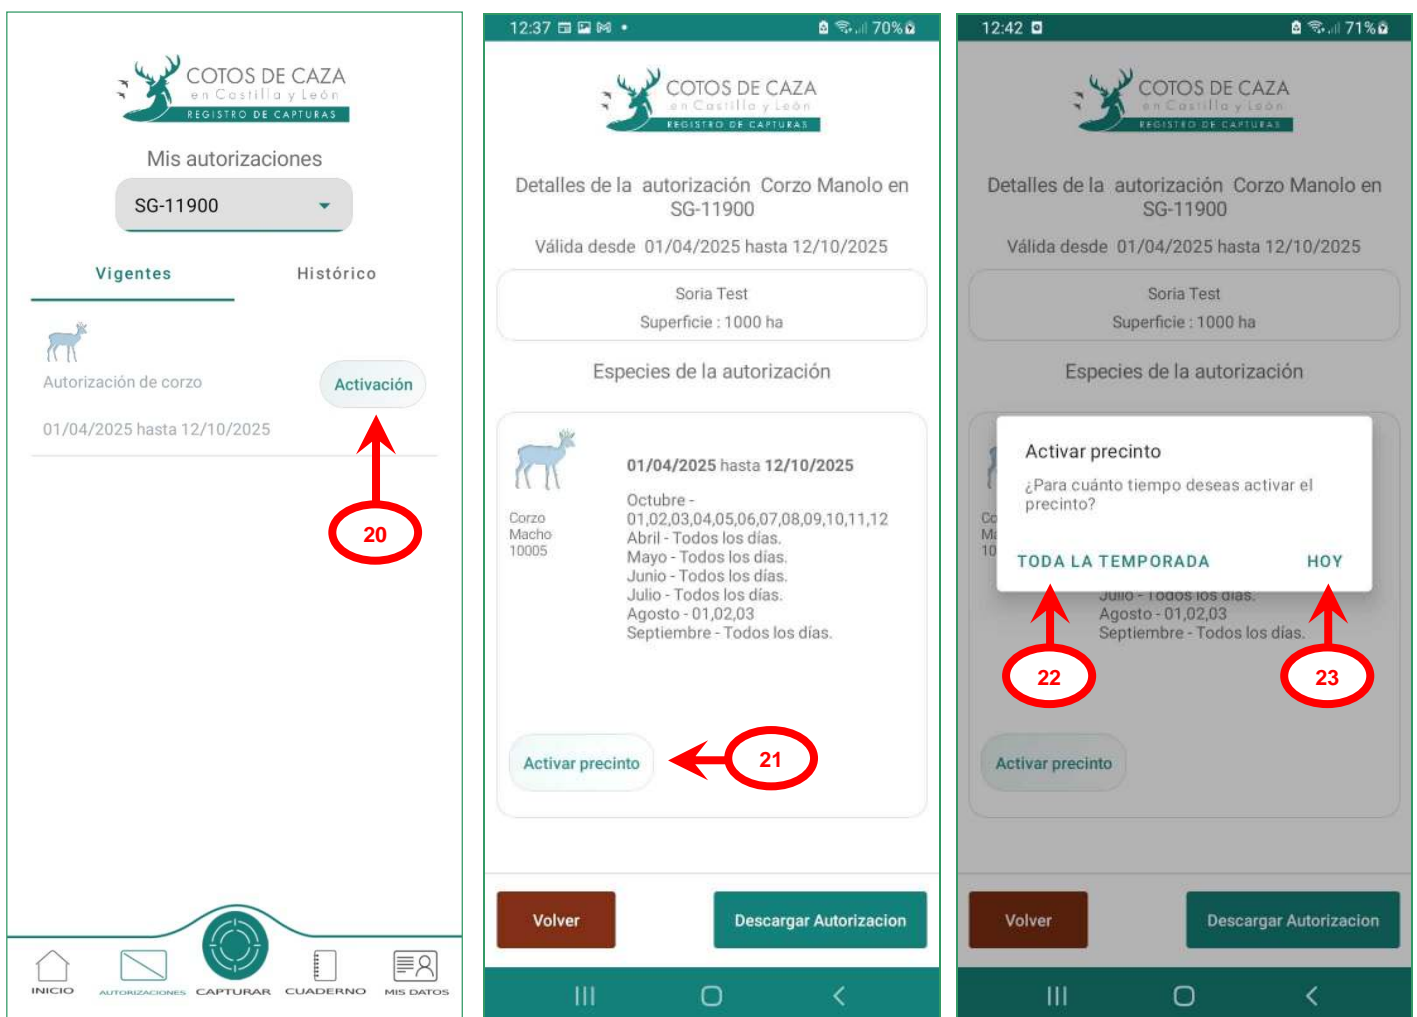 COTOS DE CAZA
en Castilla y León
REGISTRO DE CAPTURAS
Mis autorizaciones
SG-11900
Vigentes
Histórico
Autorización de corzo
Activación
01/04/2025 hasta 12/10/2025
20
INICIO
AUTORIZACIONES
CAPTURAR
CUADERNO
MIS DATOS
12:37
70%
COTOS DE CAZA
en Castilla y León
REGISTRO DE CAPTURAS
Detalles de la autorización Corzo Manolo en
SG-11900
Válida desde 01/04/2025 hasta 12/10/2025
Soria Test
Superficie : 1000 ha
Especies de la autorización
Corzo
Macho
10005
01/04/2025 hasta 12/10/2025
Octubre -
01,02,03,04,05,06,07,08,09,10,11,12
Abril - Todos los días.
Mayo - Todos los días.
Junio - Todos los días.
Julio - Todos los días.
Agosto - 01,02,03
Septiembre - Todos los días.
Activar precinto
21
Volver
Descargar Autorizacion
12:42
71%
COTOS DE CAZA
en Castilla y León
REGISTRO DE CAPTURAS
Detalles de la autorización Corzo Manolo en
SG-11900
Válida desde 01/04/2025 hasta 12/10/2025
Soria Test
Superficie : 1000 ha
Especies de la autorización
Activar precinto
¿Para cuánto tiempo deseas activar el
precinto?
TODA LA TEMPORADA
HOY
Julio - Todos los días.
Agosto - 01,02,03
Septiembre - Todos los días.
22
23
Activar precinto
Volver
Descargar Autorizacion